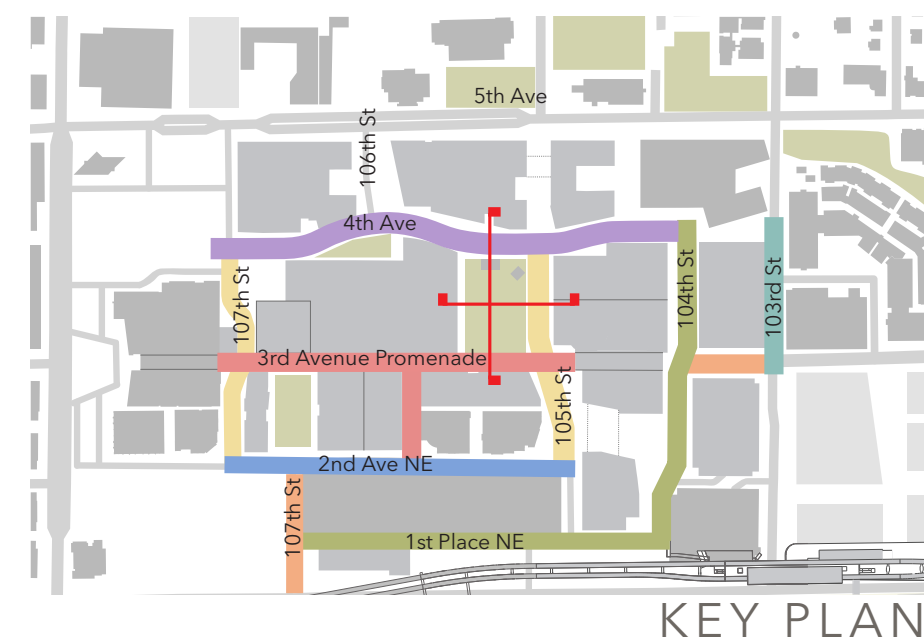 5th Ave
106th St
4th Ave
107th St
104th St
103rd St
3rd Avenue Promenade
105th St
2nd Ave NE
107th St
1st Place NE
KEY PLAN